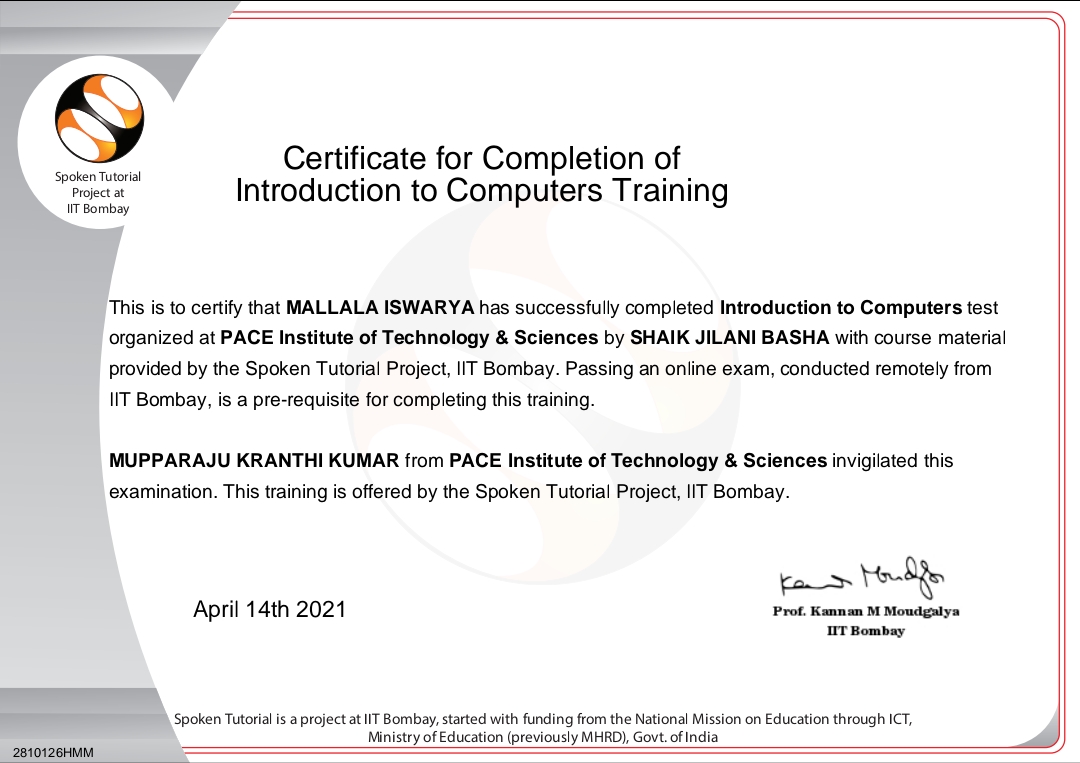 Spoken Tutorial
Project at
IIT Bombay
Certificate for Completion of
Introduction to Computers Training
This is to certify that MALLALA ISWARYA has successfully completed Introduction to Computers test
organized at PACE Institute of Technology & Sciences by SHAIK JILANI BASHA with course material
provided by the Spoken Tutorial Project, IIT Bombay. Passing an online exam, conducted remotely from
IIT Bombay, is a pre-requisite for completing this training.
MUPPARAJU KRANTHI KUMAR from PACE Institute of Technology & Sciences invigilated this
examination. This training is offered by the Spoken Tutorial Project, IIT Bombay.
April 14th 2021
Kannan Moudgalya
Prof. Kannan M Moudgalya
IIT Bombay
Spoken Tutorial is a project at IIT Bombay, started with funding from the National Mission on Education through ICT,
Ministry of Education (previously MHRD), Govt. of India
2810126HMM